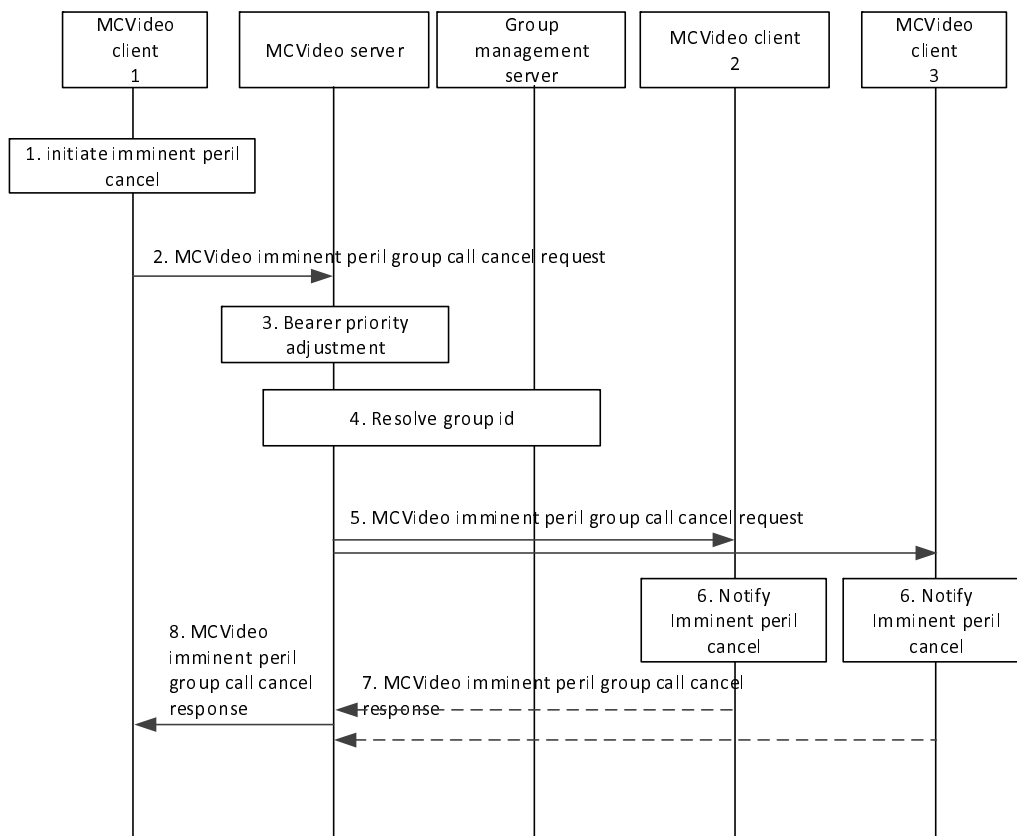 MCVideo
client
1
MCVideo server
Group
management
server
MCVideo client
2
MCVideo
client
3
1. initiate imminent peril
cancel
2. MCVideo imminent peril group call cancel request
3. Bearer priority
adjustment
4. Resolve group id
5. MCVideo imminent peril group call cancel request
6. Notify
Imminent peril
cancel
6. Notify
Imminent peril
cancel
8. MCVideo
imminent peril
group call cancel
response
7. MCVideo imminent peril group call cancel
response